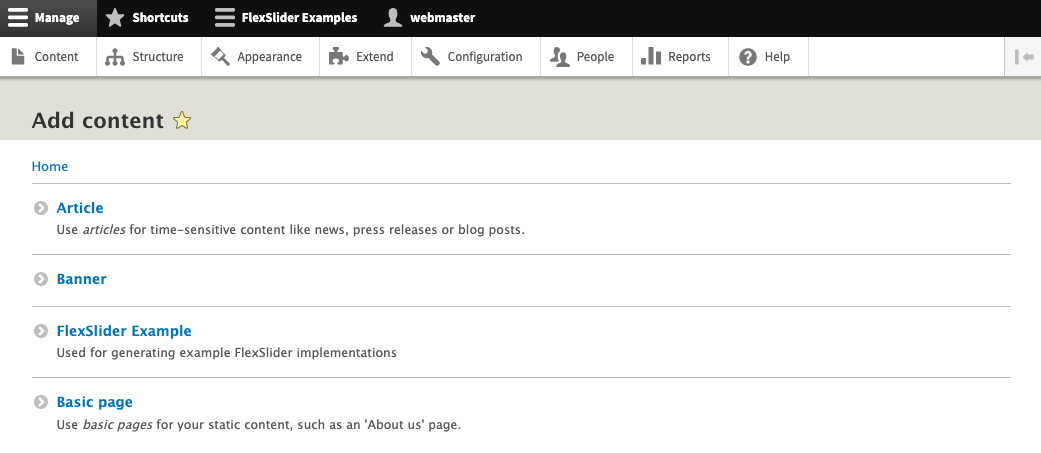 Manage Shortcuts FlexSlider Examples webmaster
Content Structure Appearance Extend Configuration People Reports Help
Add content
Home
Article
Use articles for time-sensitive content like news, press releases or blog posts.
Banner
FlexSlider Example
Used for generating example FlexSlider implementations
Basic page
Use basic pages for your static content, such as an 'About us' page.